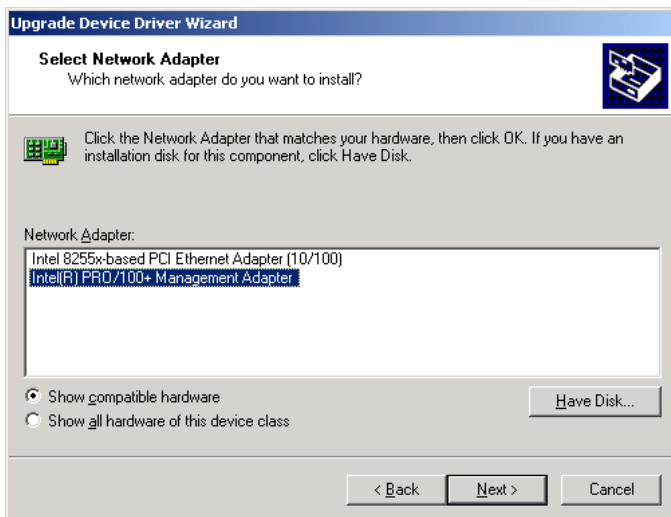 Upgrade Device Driver Wizard
Select Network Adapter
Which network adapter do you want to install?
Click the Network Adapter that matches your hardware, then click OK. If you have an
installation disk for this component, click Have Disk.
Network Adapter:
Intel 8255x-based PCI Ethernet Adapter (10/100)
Intel(R) PRO/100+ Management Adapter
Show compatible hardware
Show all hardware of this device class
Have Disk...
< Back
Next >
Cancel